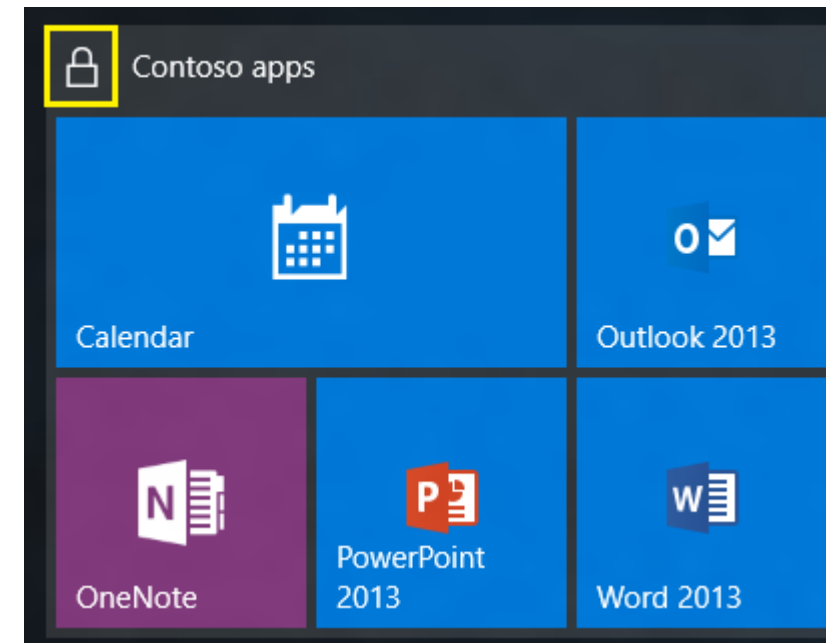 Contoso apps
Calendar
Outlook 2013
OneNote
PowerPoint
2013
Word 2013